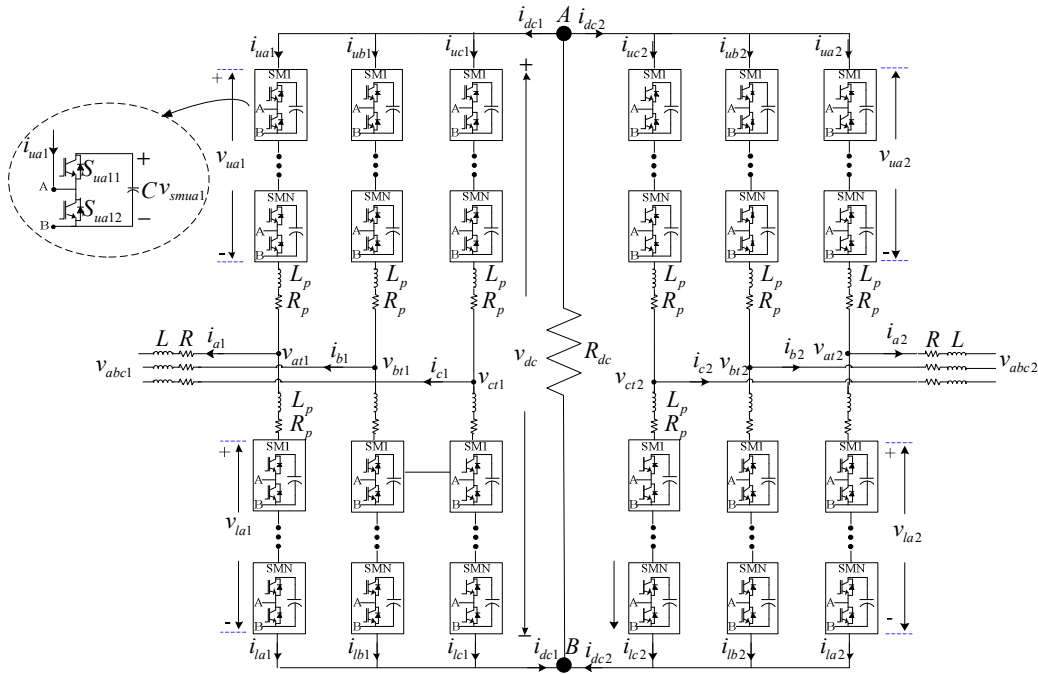 i_dc1 A i_dc2
i_ua1 i_ub1 i_uc1 i_uc2 i_ub2 i_ua2
+ SM1 SM1 SM1 + SM1 SM1 SM1
A A A A A A
B B B B B B
i_ua1 + v_ua1 v_ua2
S_ua11
A C v_smua1
S_ua12
B −
SMN SMN SMN SMN SMN SMN
A A A A A A
- B B B B B B -
L_p L_p L_p L_p L_p L_p
R_p R_p R_p R_p R_p R_p
L R i_a1 v_at1 i_b1 v_dc R_dc i_b2 v_at2 i_a2 R L
v_abc1 v_bt1 i_c1 v_ct1 v_ct2 i_c2 v_bt2 v_abc2
L_p L_p
R_p R_p
+ SM1 SM1 SM1 SM1 SM1 SM1 +
A A A A A A
B B B B B B
v_la1 v_la2
SMN SMN SMN SMN SMN SMN
A A A A A A
- B B B B B B -
i_la1 i_lb1 i_lc1 i_dc1 B i_dc2 i_lc2 i_lb2 i_la2